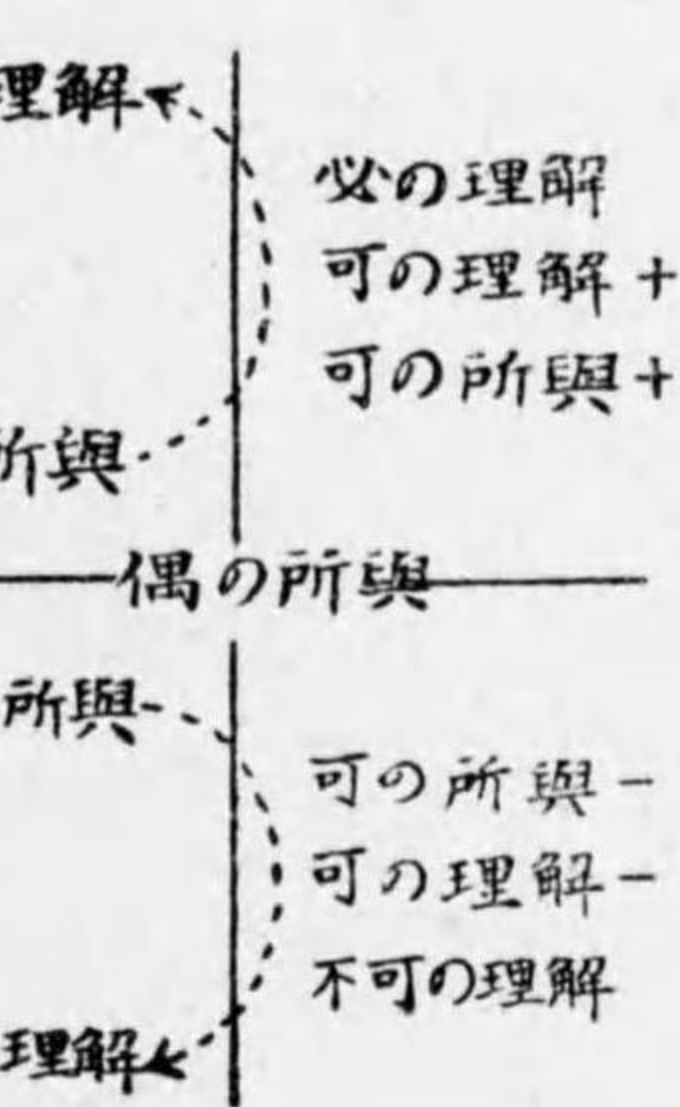 理解
必の理解
可の理解+
可の所與+
所與
偶の所與
所與
可の所與-
可の理解-
不可の理解
理解